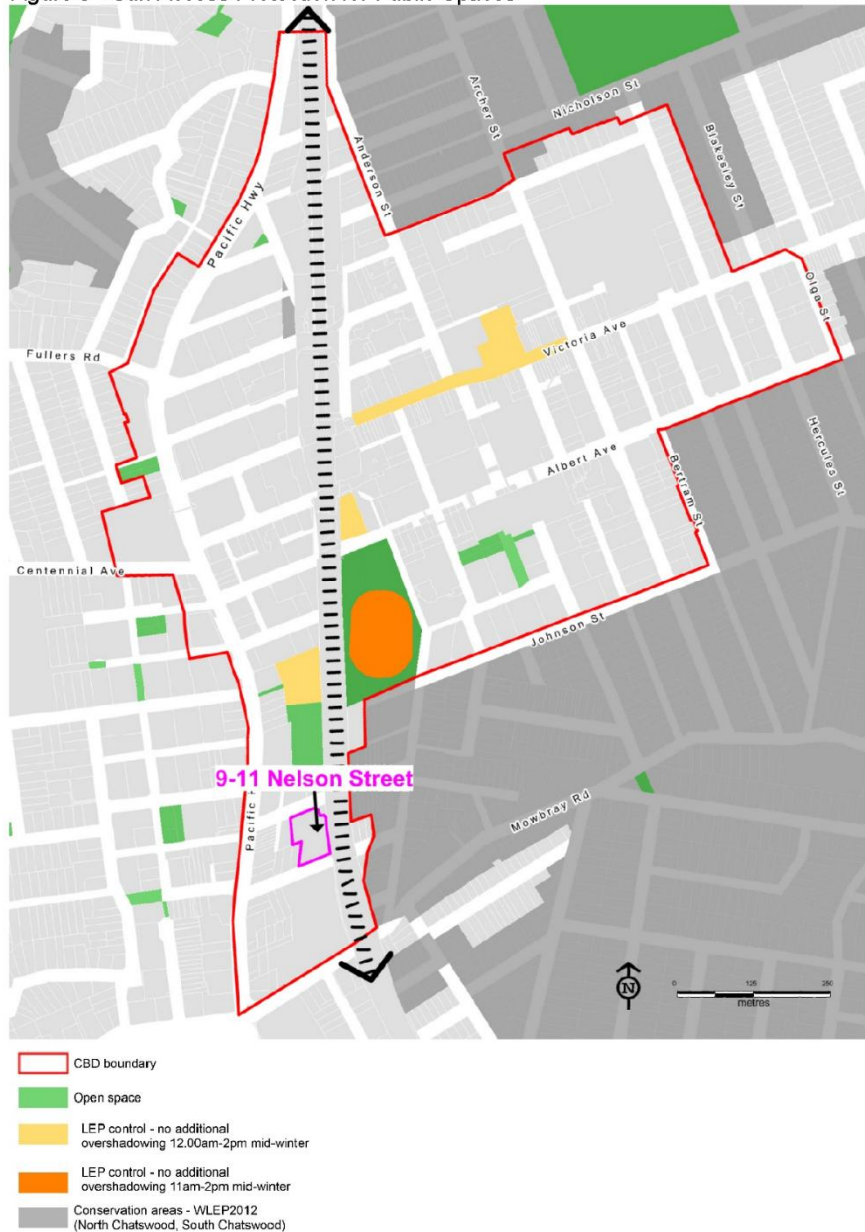 Archer St
Nicholson St
Blakesley St
Anderson St
Pacific Hwy
Olga St
Victoria Ave
Fullers Rd
Hercules St
Albert Ave
Bertram St
Centennial Ave
Johnson St
9-11 Nelson Street
Mowbray Rd
Pacific H
N
0 125 250
metres
CBD boundary
Open space
LEP control - no additional
overshadowing 12.00am-2pm mid-winter
LEP control - no additional
overshadowing 11am-2pm mid-winter
Conservation areas - WLEP2012
(North Chatswood, South Chatswood)